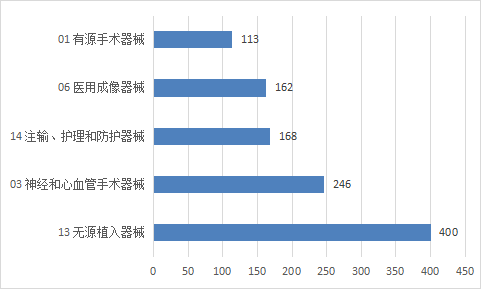 01 有源手术器械 113
06 医用成像器械 162
14 注输、护理和防护器械 168
03 神经和心血管手术器械 246
13 无源植入器械 400
0 50 100 150 200 250 300 350 400 450